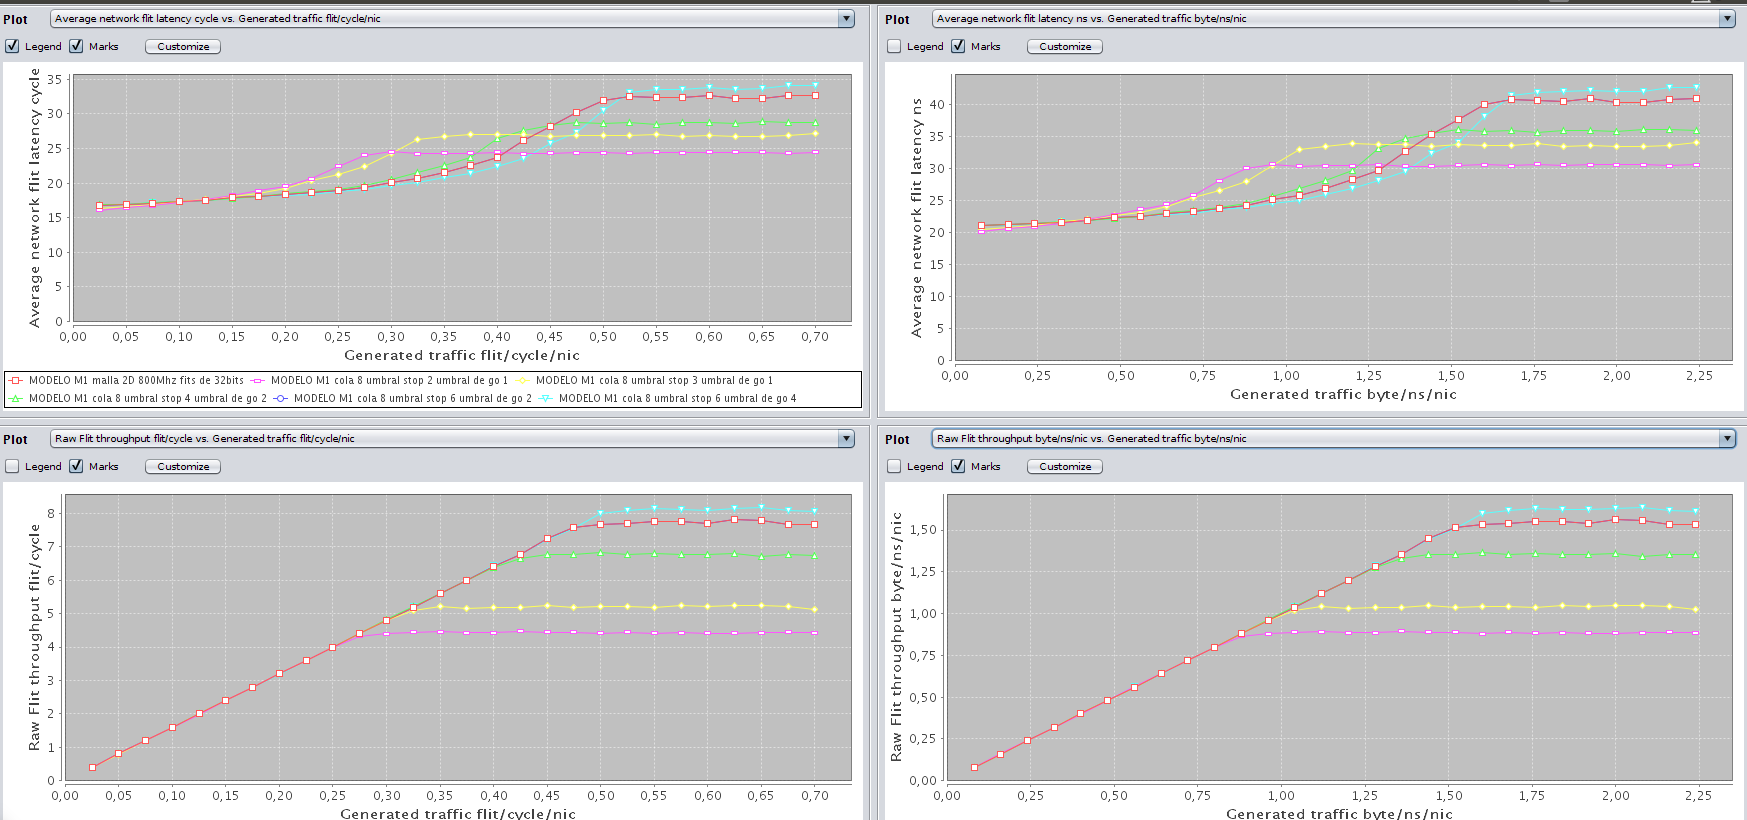 Plot Average network flit latency cycle vs. Generated traffic flit/cycle/nic
Legend Marks Customize
Average network flit latency cycle
35
30
25
20
15
10
5
0
0,00 0,05 0,10 0,15 0,20 0,25 0,30 0,35 0,40 0,45 0,50 0,55 0,60 0,65 0,70
Generated traffic flit/cycle/nic
MODELO M1 malla 2D 800Mhz fits de 32bits MODELO M1 cola 8 umbral stop 2 umbral de go 1 MODELO M1 cola 8 umbral stop 3 umbral de go 1
MODELO M1 cola 8 umbral stop 4 umbral de go 2 MODELO M1 cola 8 umbral stop 6 umbral de go 2 MODELO M1 cola 8 umbral stop 6 umbral de go 4
Plot Average network flit latency ns vs. Generated traffic byte/ns/nic
Legend Marks Customize
Average network flit latency ns
40
35
30
25
20
15
10
5
0
0,00 0,25 0,50 0,75 1,00 1,25 1,50 1,75 2,00 2,25
Generated traffic byte/ns/nic
Plot Raw Flit throughput flit/cycle vs. Generated traffic flit/cycle/nic
Legend Marks Customize
Raw Flit throughput flit/cycle
8
7
6
5
4
3
2
1
0
0,00 0,05 0,10 0,15 0,20 0,25 0,30 0,35 0,40 0,45 0,50 0,55 0,60 0,65 0,70
Generated traffic flit/cycle/nic
Plot Raw Flit throughput byte/ns/nic vs. Generated traffic byte/ns/nic
Legend Marks Customize
Raw Flit throughput byte/ns/nic
1,50
1,25
1,00
0,75
0,50
0,25
0,00
0,00 0,25 0,50 0,75 1,00 1,25 1,50 1,75 2,00 2,25
Generated traffic byte/ns/nic